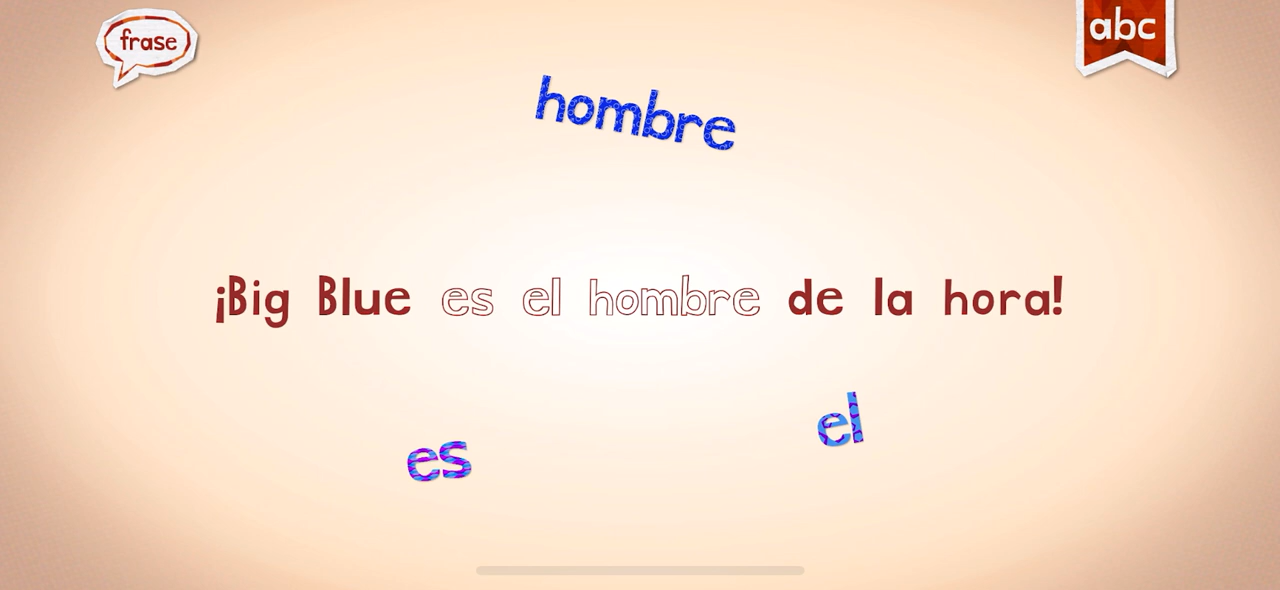 frase
abc
hombre
¡Big Blue es el hombre de la hora!
el
es